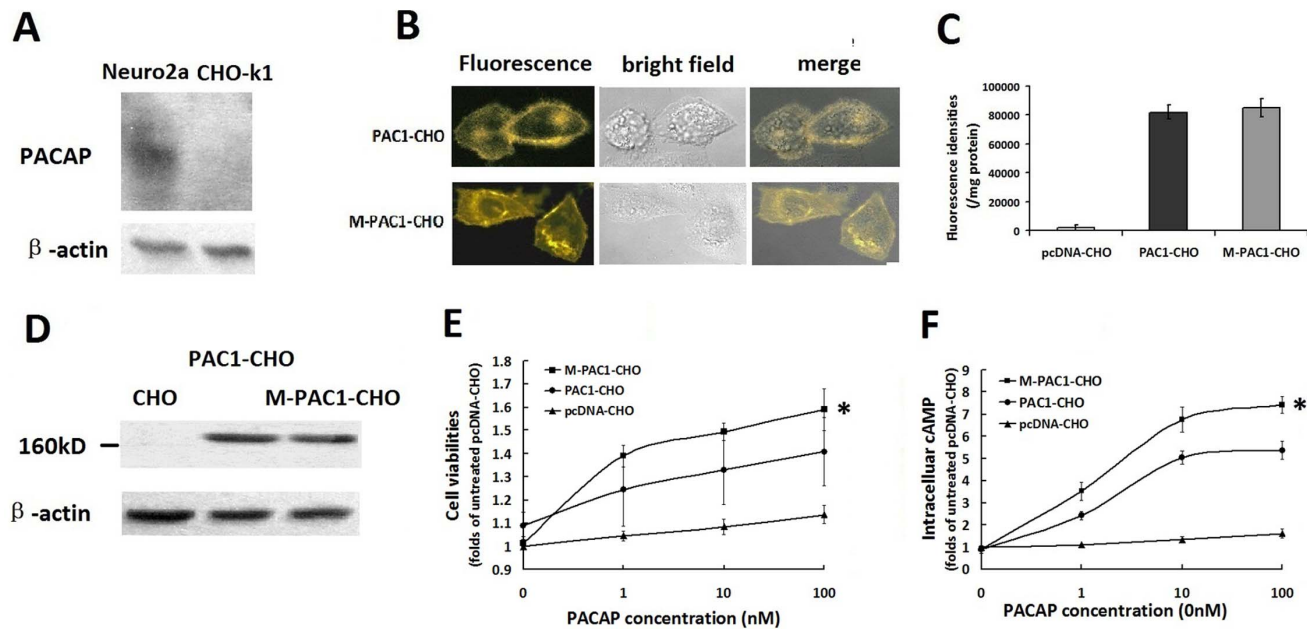 A
Neuro2a CHO-k1
PACAP
β-actin
B
Fluorescence bright field merge
PAC1-CHO
M-PAC1-CHO
C
Fluorescence idensities
(/mg protein)
100000
80000
60000
40000
20000
0
pcDNA-CHO PAC1-CHO M-PAC1-CHO
D
PAC1-CHO
CHO M-PAC1-CHO
160kD
β-actin
E
Cell viabilities
(folds of untreated pcDNA-CHO)
1.8
1.7
1.6
1.5
1.4
1.3
1.2
1.1
1
0.9
M-PAC1-CHO
PAC1-CHO
pcDNA-CHO
*
0 1 10 100
PACAP concentration (nM)
F
Intracelluar cAMP
(folds of untreated pcDNA-CHO)
9
8
7
6
5
4
3
2
1
0
M-PAC1-CHO
PAC1-CHO
pcDNA-CHO
*
0 1 10 100
PACAP concentration (0nM)